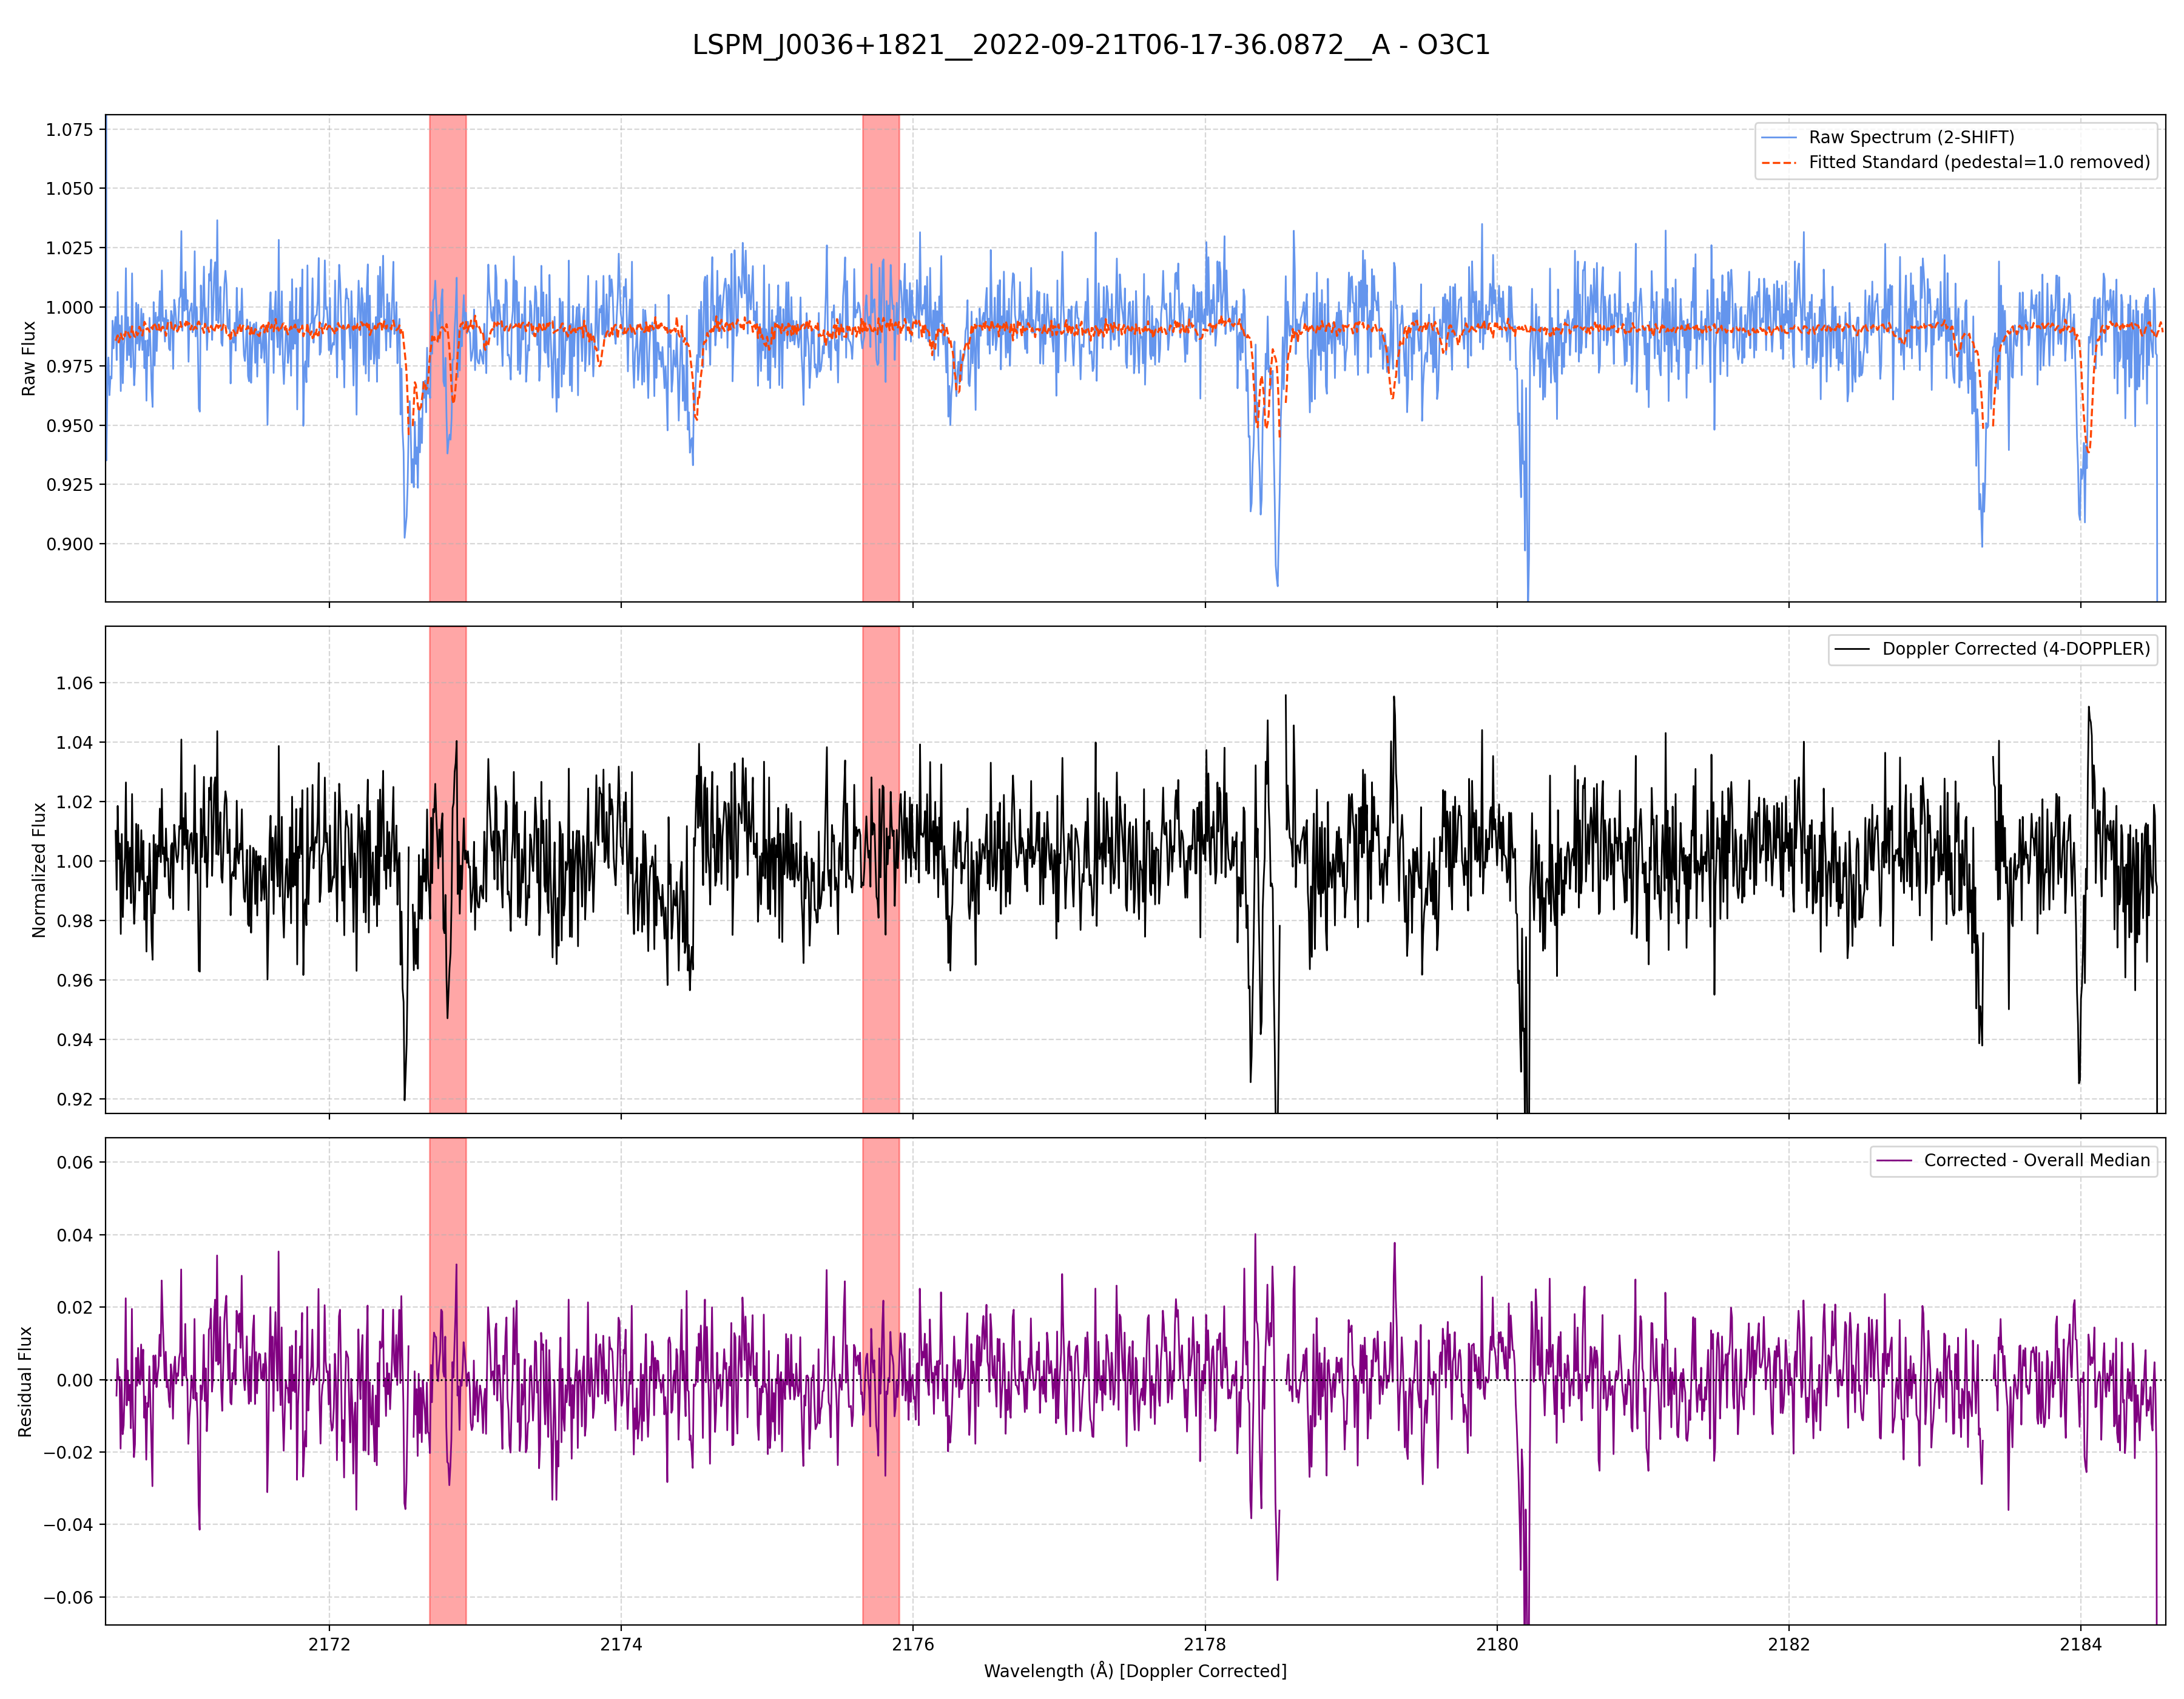 LSPM_J0036+1821__2022-09-21T06-17-36.0872__A - O3C1
Raw Flux
1.075
1.050
1.025
1.000
0.975
0.950
0.925
0.900
Raw Spectrum (2-SHIFT)
Fitted Standard (pedestal=1.0 removed)
Normalized Flux
1.06
1.04
1.02
1.00
0.98
0.96
0.94
0.92
Doppler Corrected (4-DOPPLER)
Residual Flux
0.06
0.04
0.02
0.00
−0.02
−0.04
−0.06
Corrected - Overall Median
2172 2174 2176 2178 2180 2182 2184
Wavelength (Å) [Doppler Corrected]